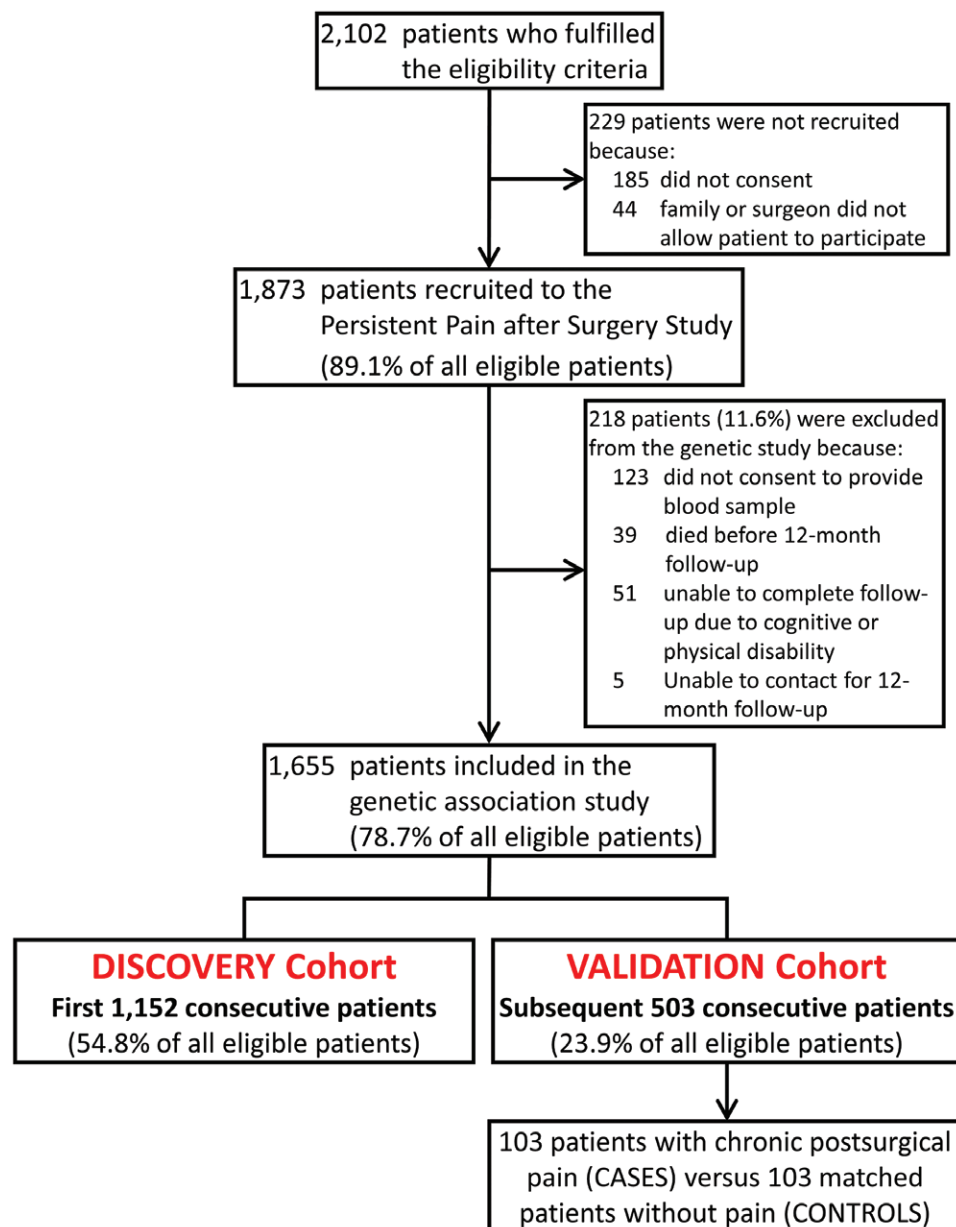 2,102 patients who fulfilled
the eligibility criteria
229 patients were not recruited
because:
185 did not consent
44 family or surgeon did not
allow patient to participate
1,873 patients recruited to the
Persistent Pain after Surgery Study
(89.1% of all eligible patients)
218 patients (11.6%) were excluded
from the genetic study because:
123 did not consent to provide
blood sample
39 died before 12-month
follow-up
51 unable to complete follow-
up due to cognitive or
physical disability
5 Unable to contact for 12-
month follow-up
1,655 patients included in the
genetic association study
(78.7% of all eligible patients)
DISCOVERY Cohort
First 1,152 consecutive patients
(54.8% of all eligible patients)
VALIDATION Cohort
Subsequent 503 consecutive patients
(23.9% of all eligible patients)
103 patients with chronic postsurgical
pain (CASES) versus 103 matched
patients without pain (CONTROLS)